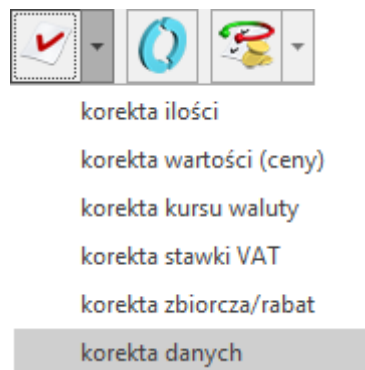 korekta ilości
korekta wartości (ceny)
korekta kursu waluty
korekta stawki VAT
korekta zbiorcza/rabat
korekta danych